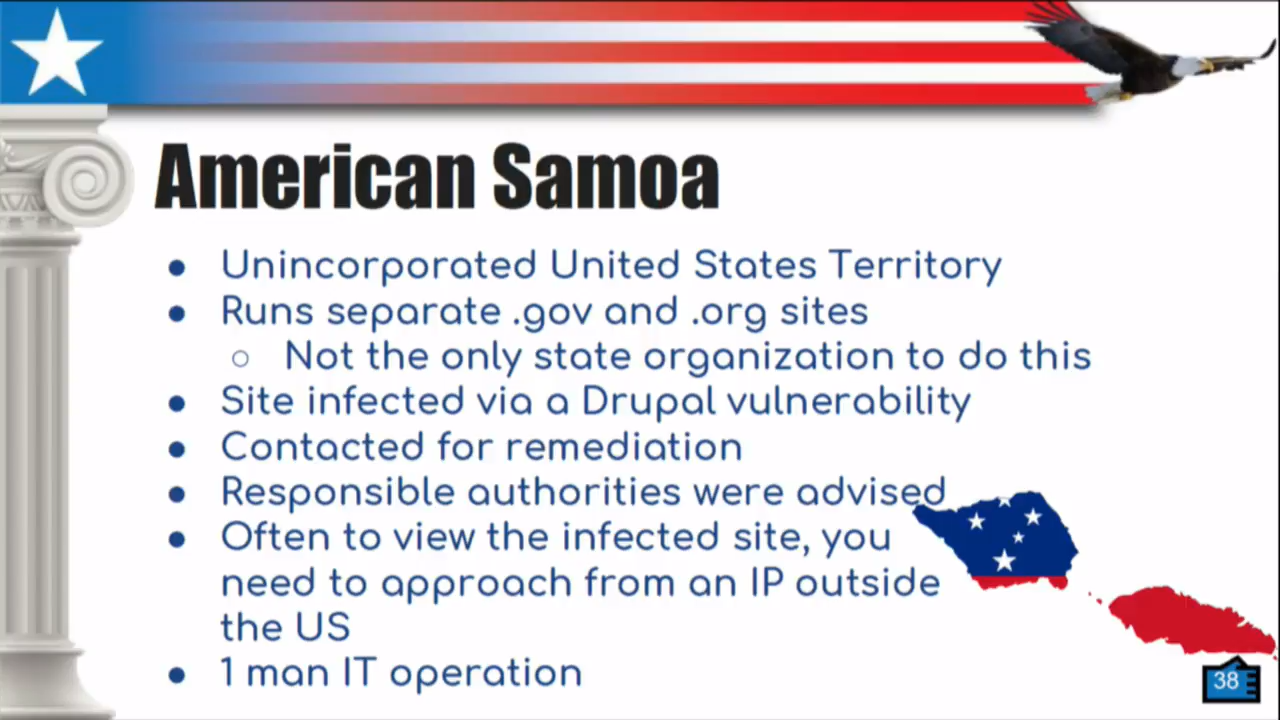 American Samoa
● Unincorporated United States Territory
● Runs separate .gov and .org sites
○ Not the only state organization to do this
● Site infected via a Drupal vulnerability
● Contacted for remediation
● Responsible authorities were advised
● Often to view the infected site, you
need to approach from an IP outside
the US
● 1 man IT operation
38